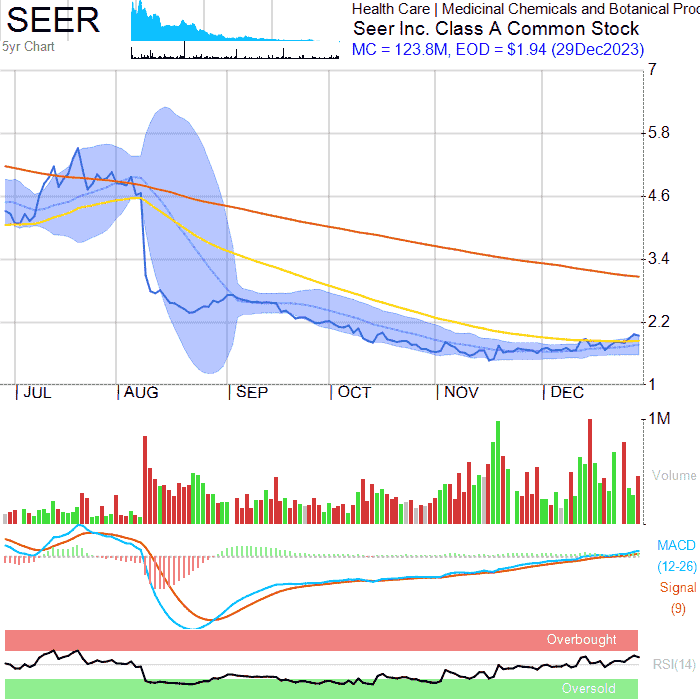 SEER
5yr Chart
Health Care | Medicinal Chemicals and Botanical Proc
Seer Inc. Class A Common Stock
MC = 123.8M, EOD = $1.94 (29Dec2023)
7
5.8
4.6
3.4
2.2
1
JUL AUG SEP OCT NOV DEC
1M
Volume
MACD
(12-26)
Signal
(9)
Overbought
RSI(14)
Oversold